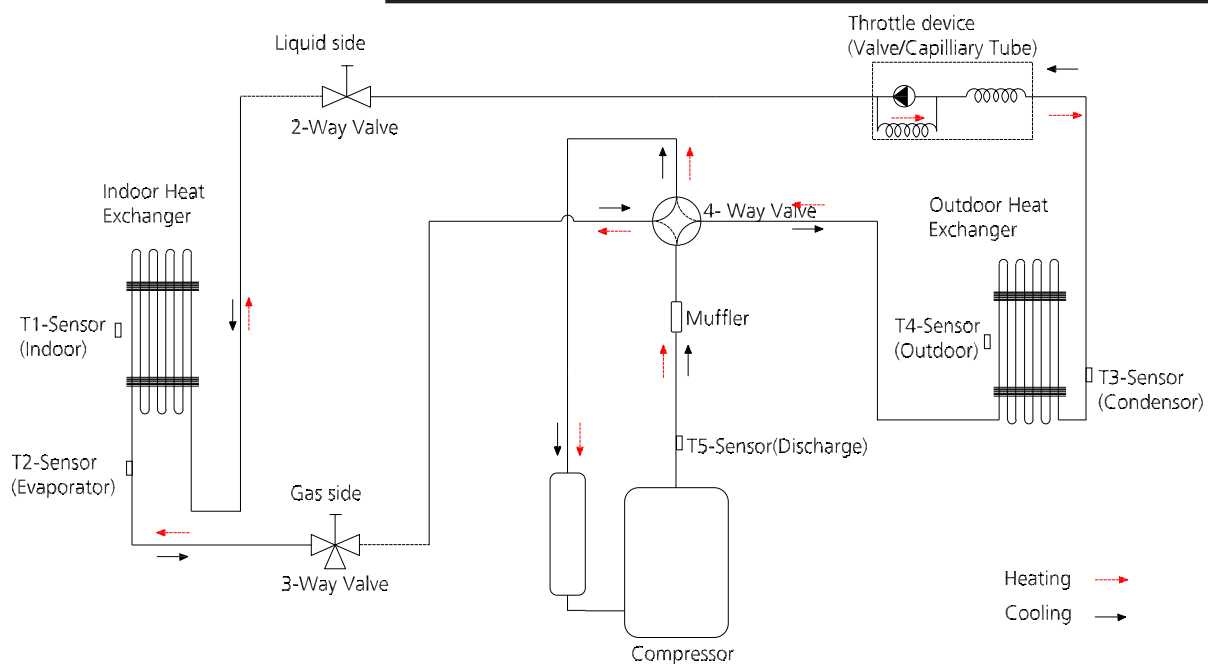 Throttle device
(Valve/Capilliary Tube)
Liquid side
2-Way Valve
Indoor Heat
Exchanger
4- Way Valve
Outdoor Heat
Exchanger
T1-Sensor
(Indoor)
Muffler
T4-Sensor
(Outdoor)
T3-Sensor
(Condensor)
T5-Sensor(Discharge)
T2-Sensor
(Evaporator)
Gas side
3-Way Valve
Heating
Cooling
Compressor